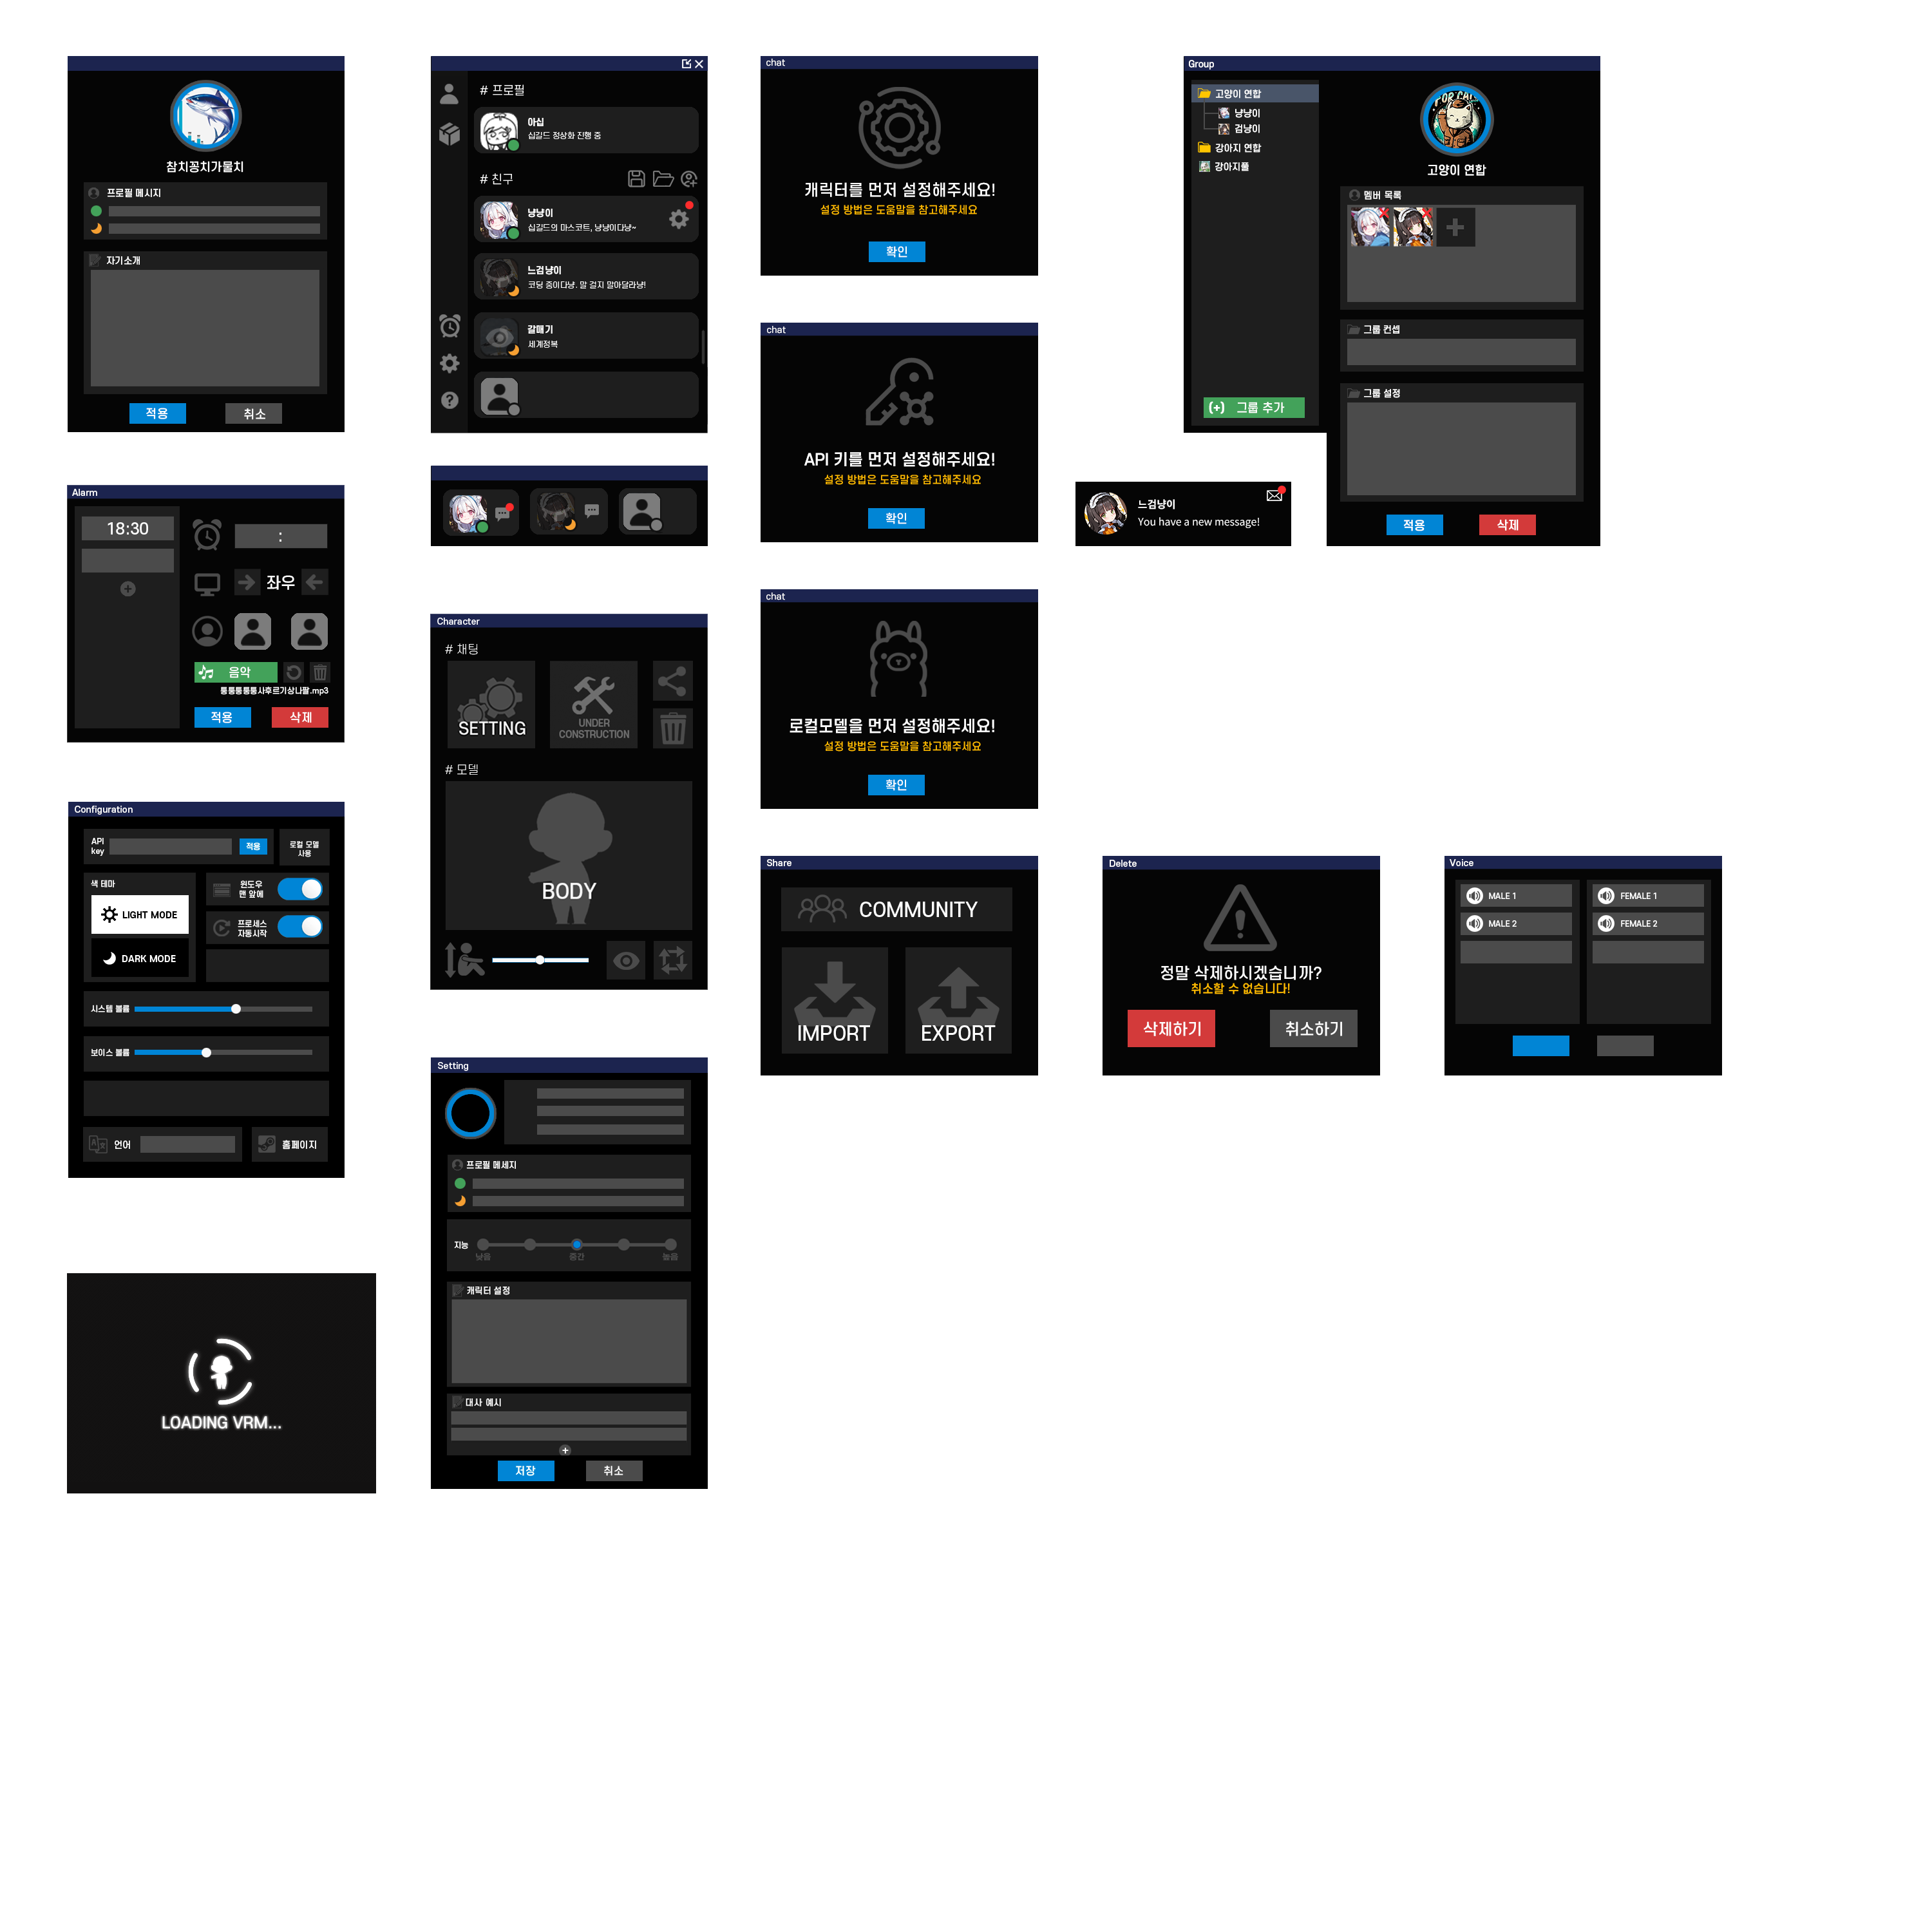 참치꽁치가물치
프로필 메시지
자기소개
적용
취소
# 프로필
아십
십길드 정상화 진행 중
# 친구
냥냥이
십길드의 마스코트, 냥냥이다냥~
느검냥이
코딩 중이다냥. 말 걸지 말아달라냥!
갈매기
세계정복
chat
캐릭터를 먼저 설정해주세요!
설정 방법은 도움말을 참고해주세요
확인
chat
API 키를 먼저 설정해주세요!
설정 방법은 도움말을 참고해주세요
확인
chat
로컬모델을 먼저 설정해주세요!
설정 방법은 도움말을 참고해주세요
확인
Group
고양이 연합
냥냥이
검냥이
강아지 연합
강아지풀
(+) 그룹 추가
FOR CAT
고양이 연합
멤버 목록
그룹 컨셉
그룹 설정
적용
삭제
느검냥이
You have a new message!
Alarm
18:30
:
좌우
음악
퉁퉁퉁퉁퉁사후르기상나팔.mp3
적용
삭제
Character
# 채팅
SETTING
UNDER
CONSTRUCTION
# 모델
BODY
Configuration
API
key
적용
로컬 모델
사용
색 테마
LIGHT MODE
DARK MODE
윈도우
맨 앞에
프로세스
자동시작
시스템 볼륨
보이스 볼륨
언어
홈페이지
Share
COMMUNITY
IMPORT
EXPORT
Delete
정말 삭제하시겠습니까?
취소할 수 없습니다!
삭제하기
취소하기
Voice
MALE 1
MALE 2
FEMALE 1
FEMALE 2
Setting
프로필 메세지
지능
낮음
중간
높음
캐릭터 설정
대사 예시
저장
취소
LOADING VRM...